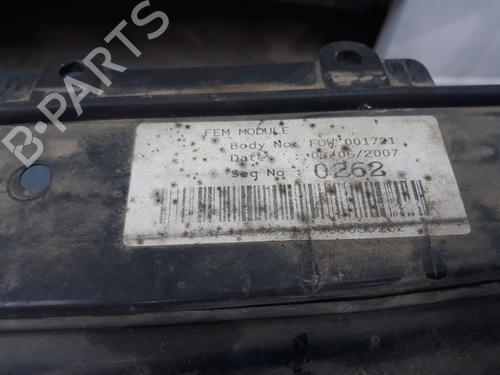 B-PARTS
FEM MODULE
Body No: FOW 001721
Date : 05/06/2007
Seq No : 0262